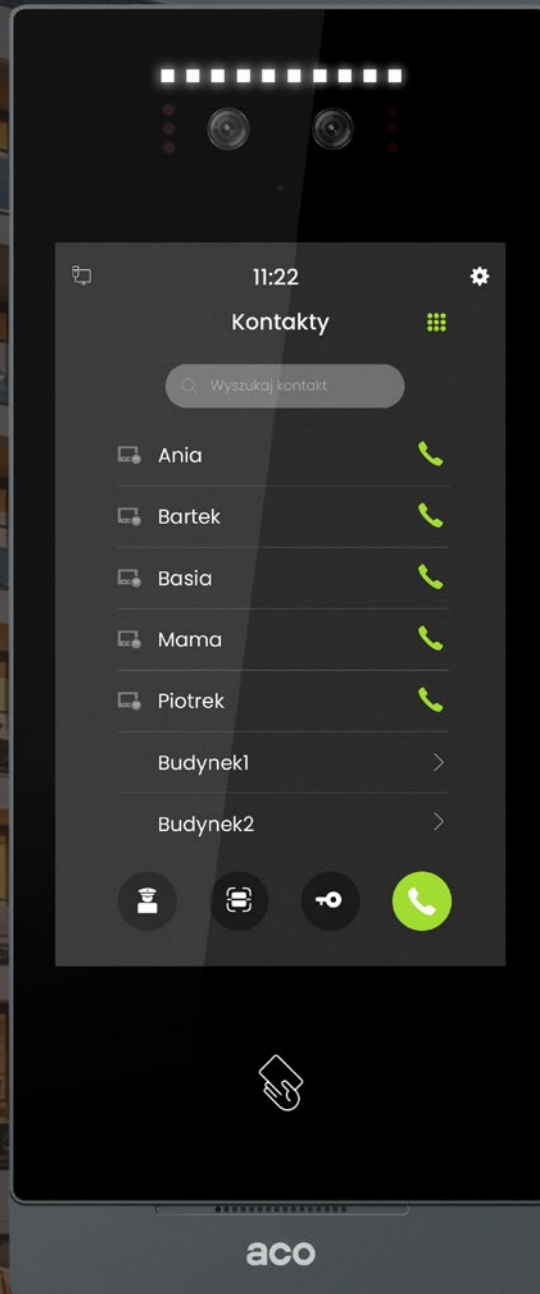 11:22
Kontakty
Wyszukaj kontakt
Ania
Bartek
Basia
Mama
Piotrek
Budynek1
Budynek2
aco